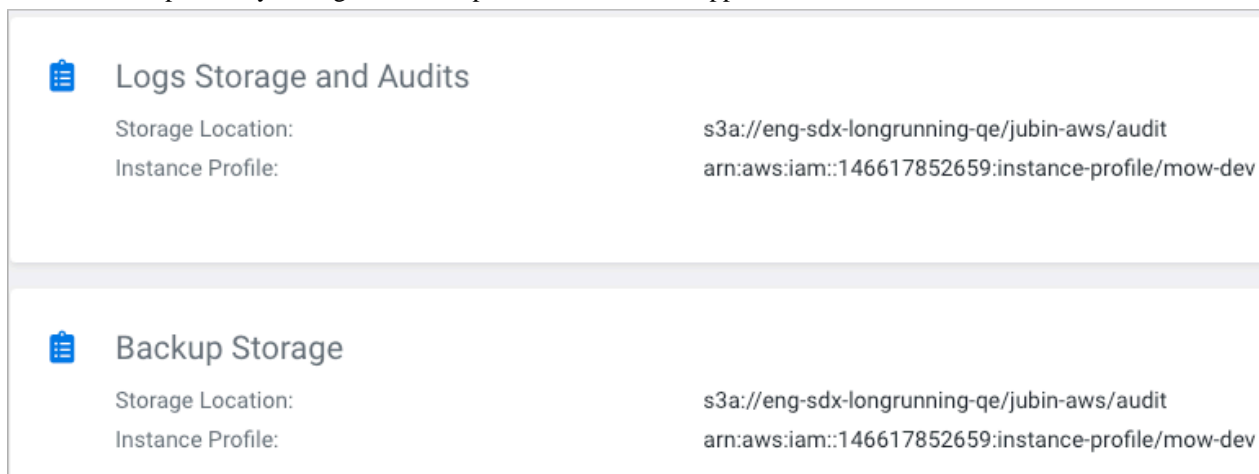 Logs Storage and Audits
Storage Location: s3a://eng-sdx-longrunning-qe/jubin-aws/audit
Instance Profile: arn:aws:iam::146617852659:instance-profile/mow-dev
Backup Storage
Storage Location: s3a://eng-sdx-longrunning-qe/jubin-aws/audit
Instance Profile: arn:aws:iam::146617852659:instance-profile/mow-dev